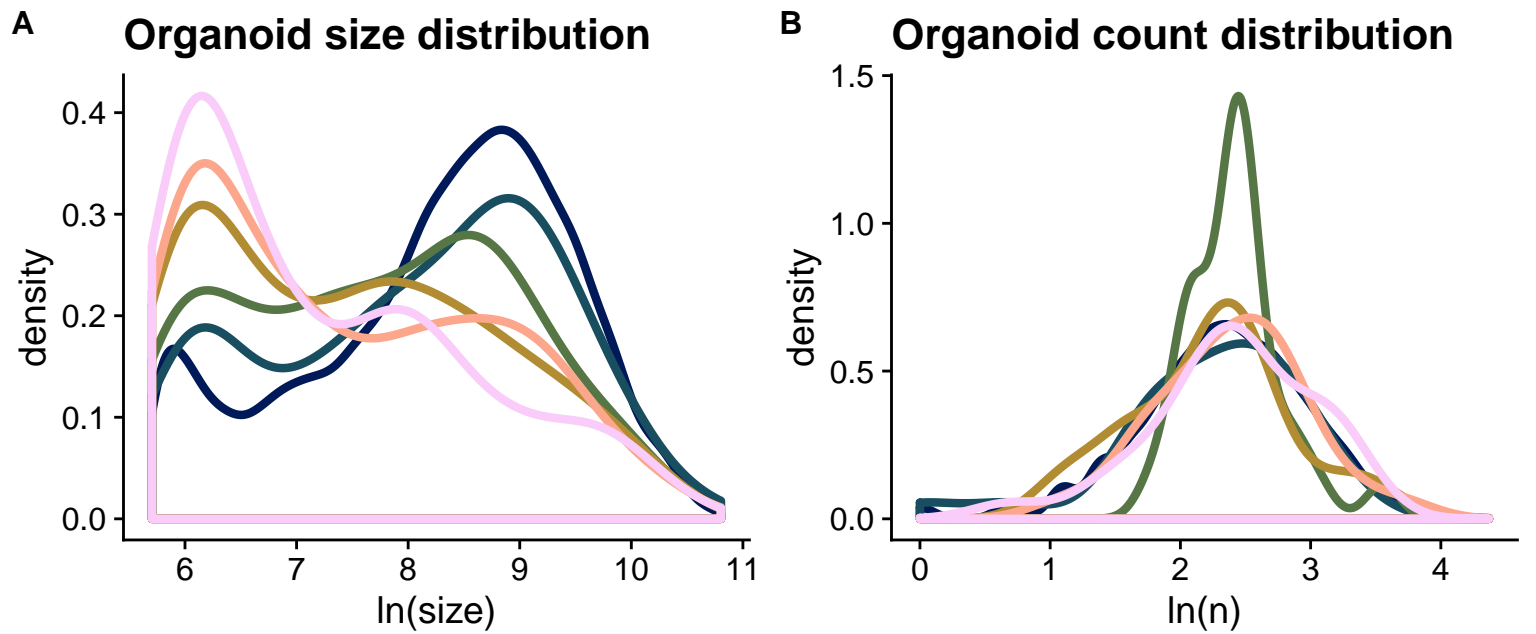 A
Organoid size distribution
density
0.4
0.3
0.2
0.1
0.0
6 7 8 9 10 11
ln(size)
B
Organoid count distribution
density
1.5
1.0
0.5
0.0
0 1 2 3 4
ln(n)